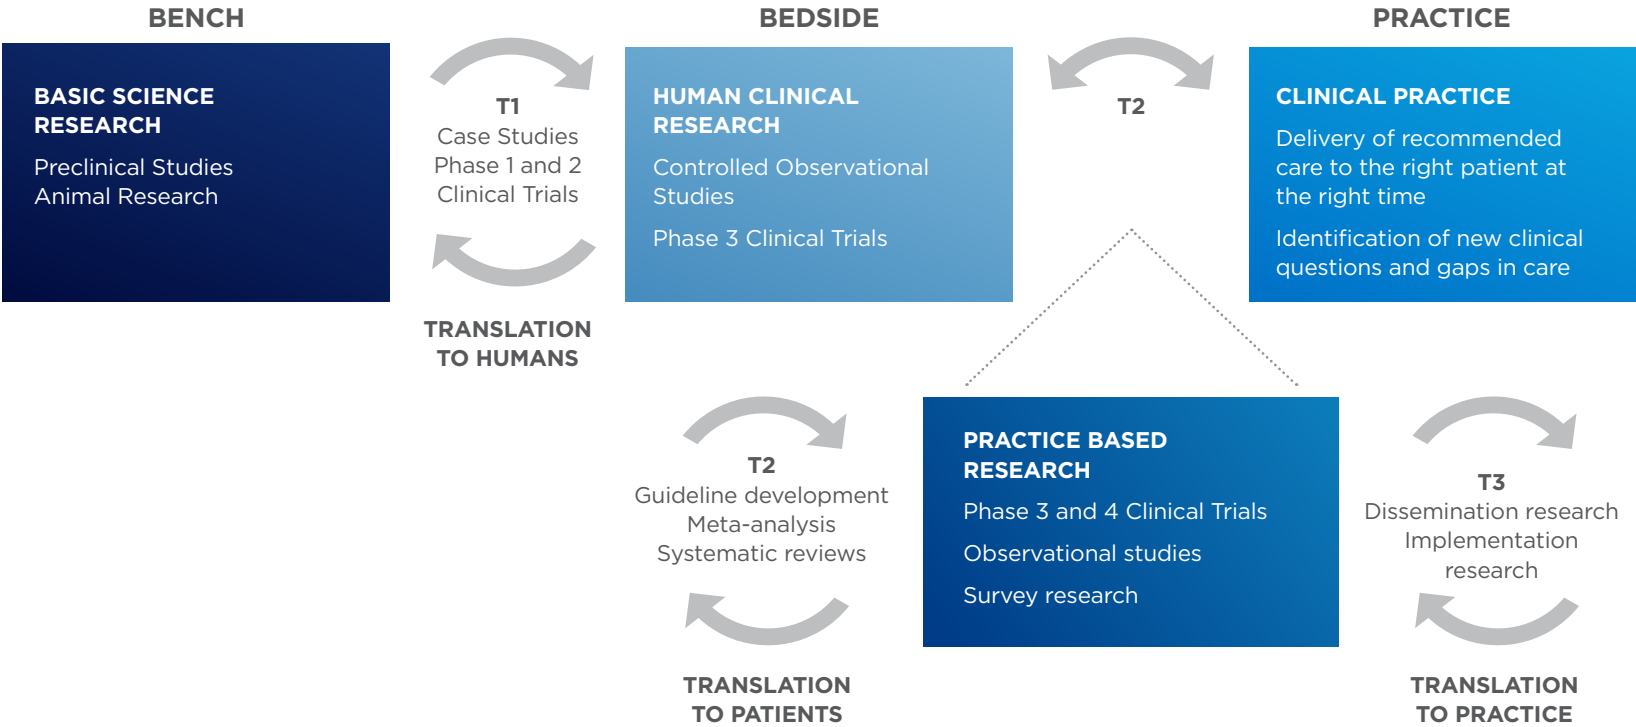 BENCH
BASIC SCIENCE
RESEARCH
Preclinical Studies
Animal Research
T1
Case Studies
Phase 1 and 2
Clinical Trials
TRANSLATION
TO HUMANS
BEDSIDE
HUMAN CLINICAL
RESEARCH
Controlled Observational
Studies
Phase 3 Clinical Trials
T2
PRACTICE
CLINICAL PRACTICE
Delivery of recommended
care to the right patient at
the right time
Identification of new clinical
questions and gaps in care
T2
Guideline development
Meta-analysis
Systematic reviews
TRANSLATION
TO PATIENTS
PRACTICE BASED
RESEARCH
Phase 3 and 4 Clinical Trials
Observational studies
Survey research
T3
Dissemination research
Implementation
research
TRANSLATION
TO PRACTICE